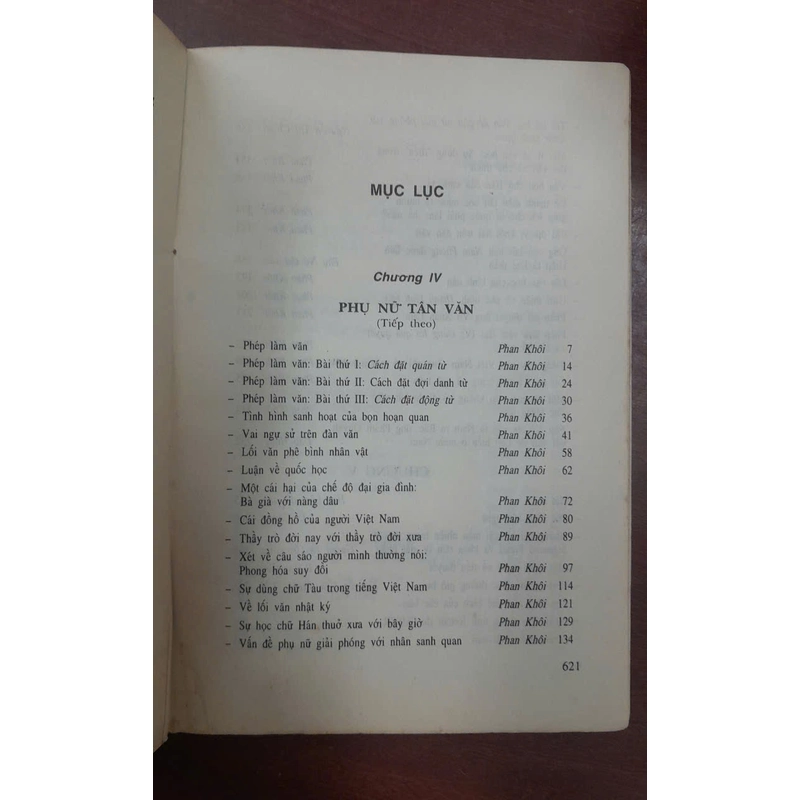 MỤC LỤC
Chương IV
PHỤ NỮ TÂN VĂN
(Tiếp theo)
– Phép làm văn Phan Khôi 7
– Phép làm văn: Bài thứ I: Cách đặt quán từ Phan Khôi 14
– Phép làm văn: Bài thứ II: Cách đặt đợi danh từ Phan Khôi 24
– Phép làm văn: Bài thứ III: Cách đặt động từ Phan Khôi 30
– Tình hình sanh hoạt của bọn hoạn quan Phan Khôi 36
– Vai ngự sử trên đàn văn Phan Khôi 41
– Lối văn phê bình nhân vật Phan Khôi 58
– Luận về quốc học Phan Khôi 62
– Một cái hại của chế độ đại gia đình:
Bà già với nàng dâu Phan Khôi 72
– Cái đồng hồ của người Việt Nam Phan Khôi 80
– Thầy trò đời nay với thầy trò đời xưa Phan Khôi 89
– Xét về câu sáo người mình thường nói:
Phong hóa suy đồi Phan Khôi 97
– Sự dùng chữ Tàu trong tiếng Việt Nam Phan Khôi 114
– Về lối văn nhật ký Phan Khôi 121
– Sự học chữ Hán thuở xưa với bây giờ Phan Khôi 129
– Vấn đề phụ nữ giải phóng với nhân sanh quan Phan Khôi 134
621